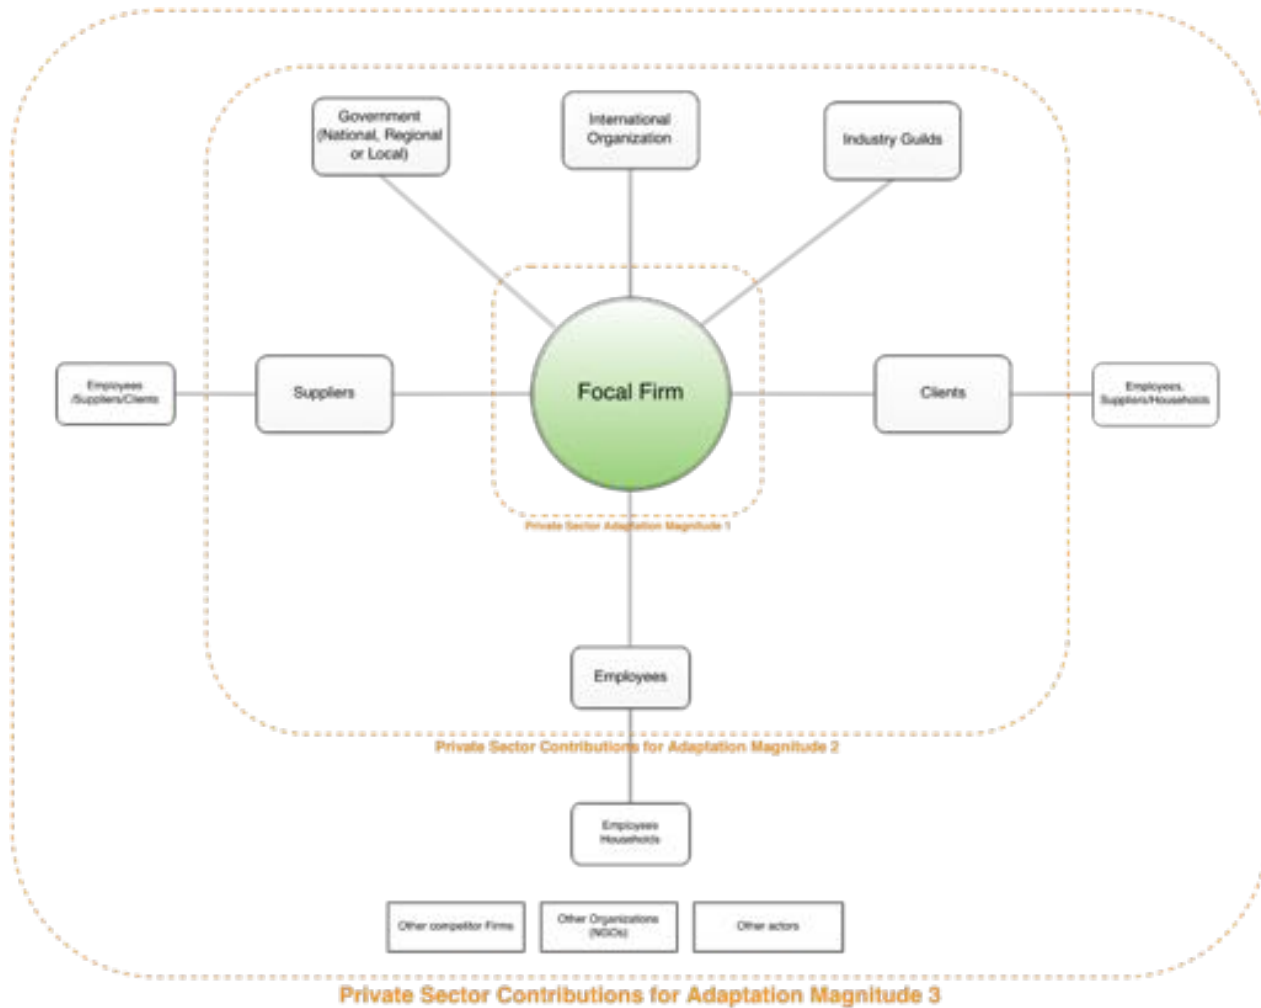 Government
(National, Regional
or Local)
International
Organization
Industry Guilds
Employees
/Suppliers/Clients
Suppliers
Focal Firm
Clients
Employees,
Suppliers/Households
Private Sector Adaptation Magnitude 1
Employees
Private Sector Contributions for Adaptation Magnitude 2
Employees
Households
Other competitor Firms
Other Organizations
(NGOs)
Other actors
Private Sector Contributions for Adaptation Magnitude 3